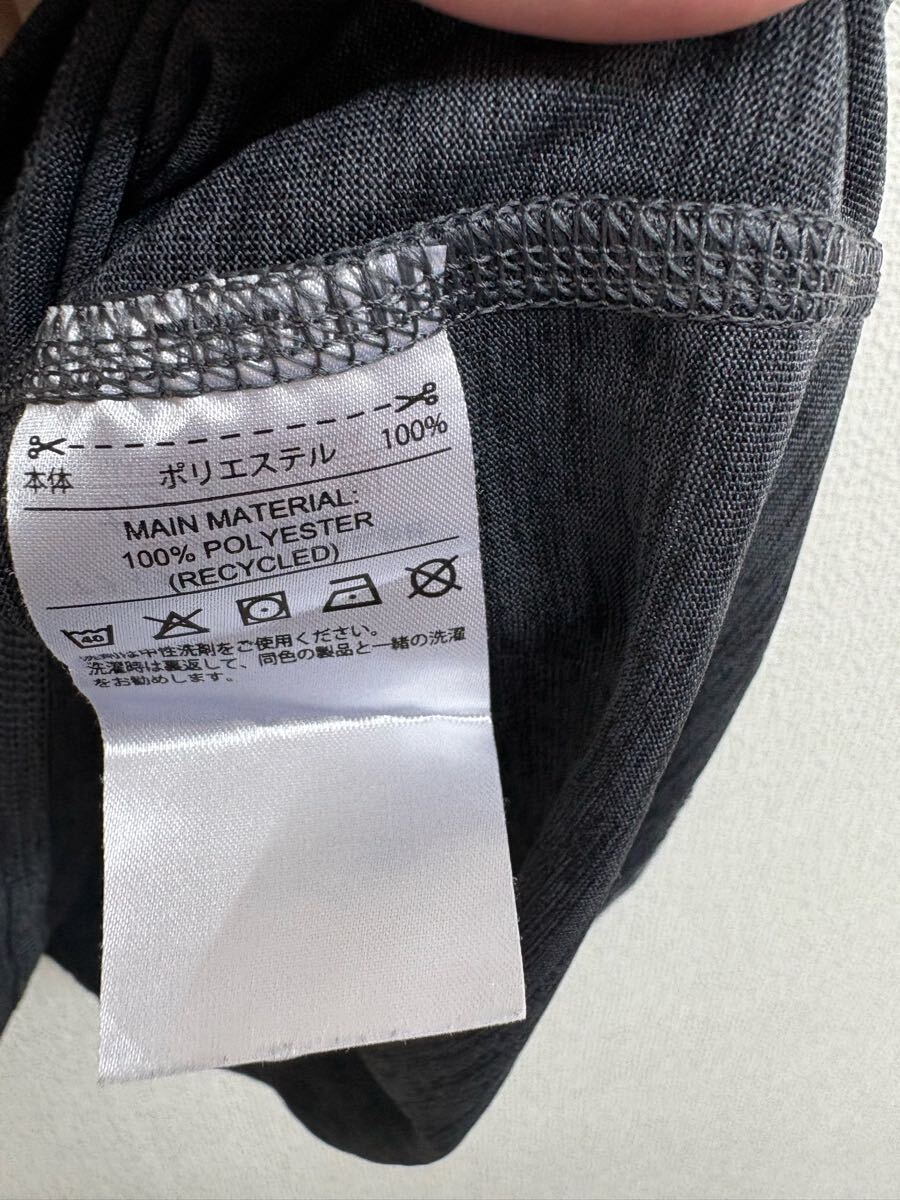 本体 ポリエステル 100%
MAIN MATERIAL:
100% POLYESTER
(RECYCLED)
40
洗剤は中性洗剤をご使用ください。
洗濯時は裏返して、同色の製品と一緒の洗濯
をお勧めします。